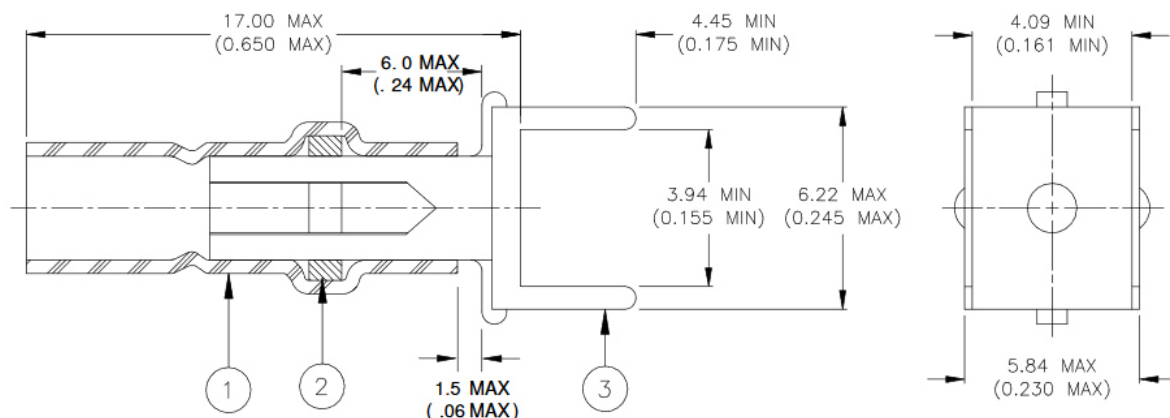 17.00 MAX
(0.650 MAX)
4.45 MIN
(0.175 MIN)
4.09 MIN
(0.161 MIN)
6. 0 MAX
(. 24 MAX)
3.94 MIN
(0.155 MIN)
6.22 MAX
(0.245 MAX)
1
2
1.5 MAX
( .06 MAX)
3
5.84 MAX
(0.230 MAX)